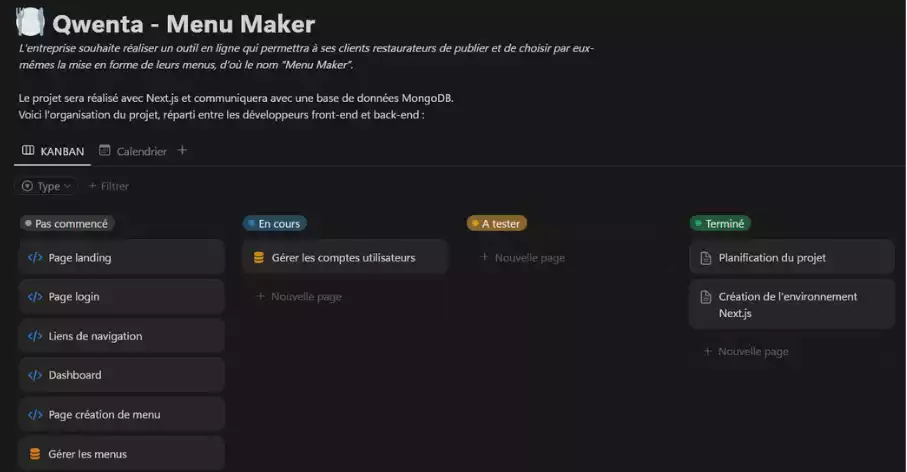 Qwenta - Menu Maker
L'entreprise souhaite réaliser un outil en ligne qui permettra à ses clients restaurateurs de publier et de choisir par eux-
mêmes la mise en forme de leurs menus, d'où le nom "Menu Maker".
Le projet sera réalisé avec Next.js et communiquera avec une base de données MongoDB.
Voici l'organisation du projet, réparti entre les développeurs front-end et back-end :
KANBAN
Calendrier
+
Type
+ Filtrer
Pas commencé
Page landing
Page login
Liens de navigation
Dashboard
Page création de menu
Gérer les menus
En cours
Gérer les comptes utilisateurs
+ Nouvelle page
A tester
+ Nouvelle page
Terminé
Planification du projet
Création de l'environnement
Next.js
+ Nouvelle page